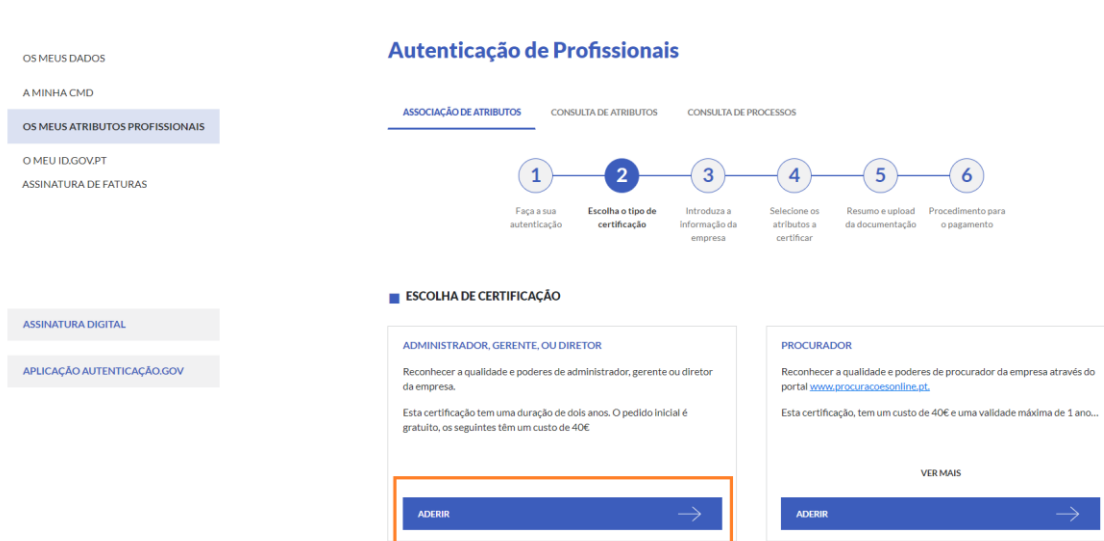 OS MEUS DADOS
A MINHA CMD
OS MEUS ATRIBUTOS PROFISSIONAIS
O MEU ID.GOV.PT
ASSINATURA DE FATURAS
ASSINATURA DIGITAL
APLICAÇÃO AUTENTICAÇÃO.GOV
Autenticação de Profissionais
ASSOCIAÇÃO DE ATRIBUTOS
CONSULTA DE ATRIBUTOS
CONSULTA DE PROCESSOS
1
Faça a sua
autenticação
2
Escolha o tipo de
certificação
3
Introduza a
informação da
empresa
4
Selecione os
atributos a
certificar
5
Resumo e upload
da documentação
6
Procedimento para
o pagamento
ESCOLHA DE CERTIFICAÇÃO
ADMINISTRADOR, GERENTE, OU DIRETOR
Reconhecer a qualidade e poderes de administrador, gerente ou diretor
da empresa.
Esta certificação tem uma duração de dois anos. O pedido inicial é
gratuito, os seguintes têm um custo de 40€
ADERIR
PROCURADOR
Reconhecer a qualidade e poderes de procurador da empresa através do
portal www.procuracoesonline.pt.
Esta certificação, tem um custo de 40€ e uma validade máxima de 1 ano...
VER MAIS
ADERIR